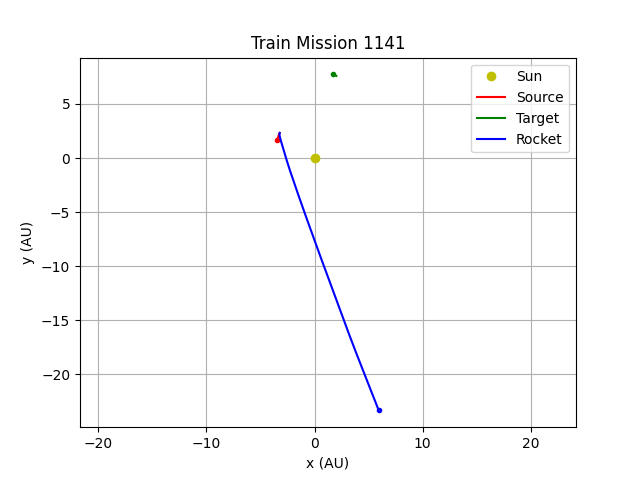 Train Mission 1141
Sun
Source
Target
Rocket
y (AU)
5
0
−5
−10
−15
−20
−20
−10
0
10
20
x (AU)